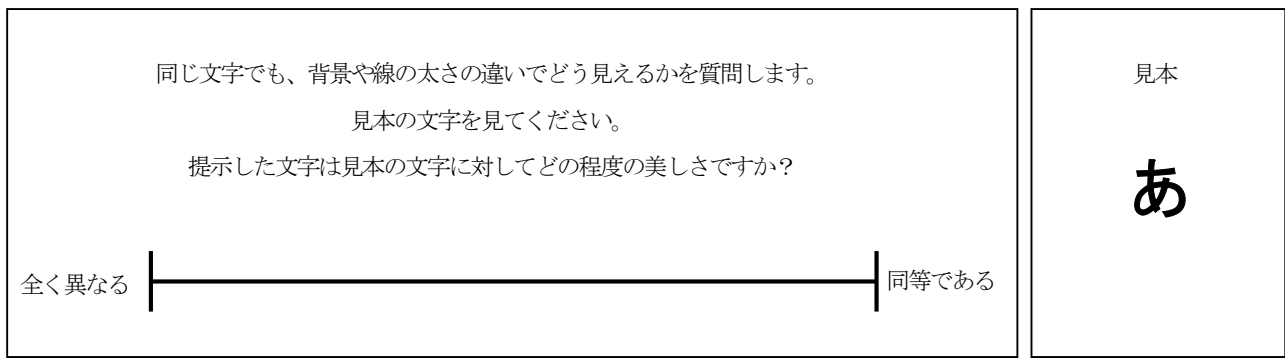 同じ文字でも、背景や線の太さの違いでどう見えるかを質問します。
見本の文字を見てください。
提示した文字は見本の文字に対してどの程度の美しさですか？
全く異なる
同等である
見本
あ